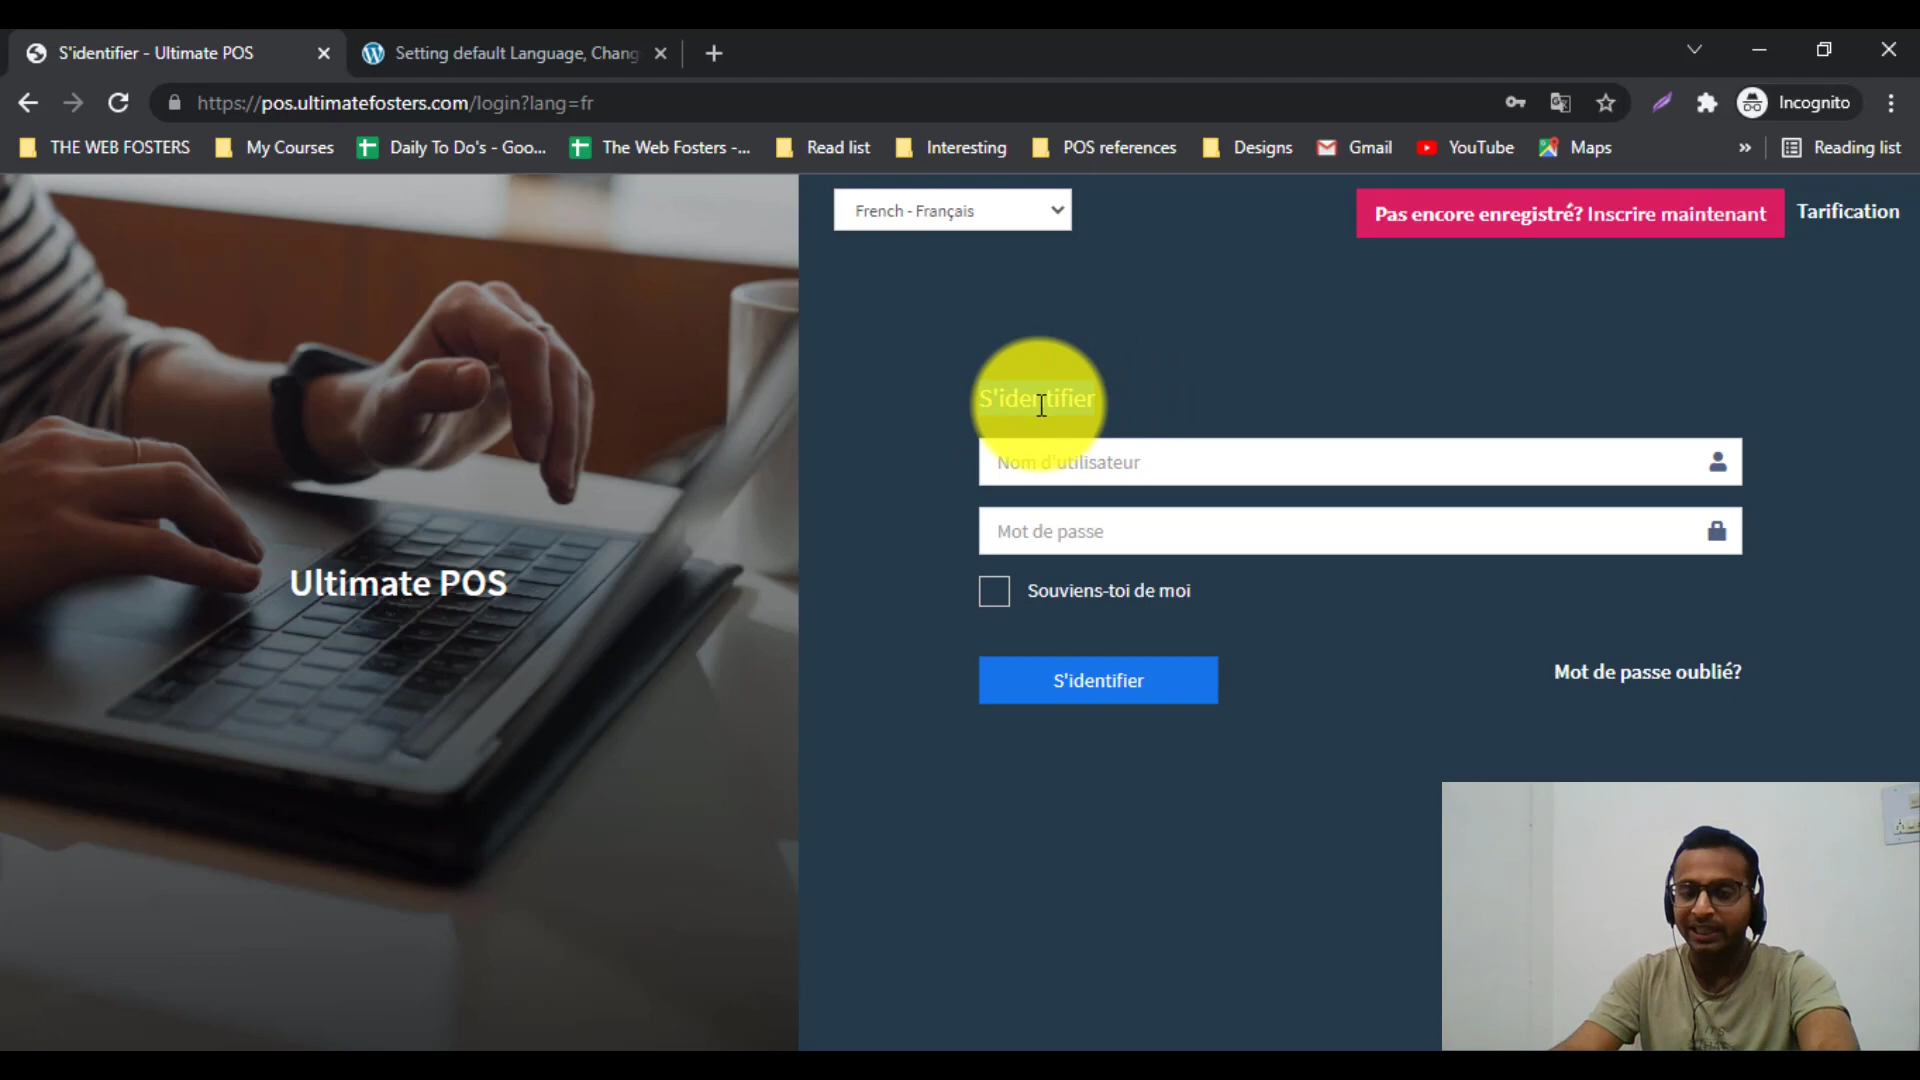 S'identifier - Ultimate POS
Setting default Language, Chang
https://pos.ultimatefosters.com/login?lang=fr
Incognito
THE WEB FOSTERS
My Courses
Daily To Do's - Goo...
The Web Fosters -...
Read list
Interesting
POS references
Designs
Gmail
YouTube
Maps
»
Reading list
French - Français
Pas encore enregistré? Inscrire maintenant
Tarification
S'identifier
Nom d'utilisateur
Mot de passe
Souviens-toi de moi
S'identifier
Mot de passe oublié?
Ultimate POS